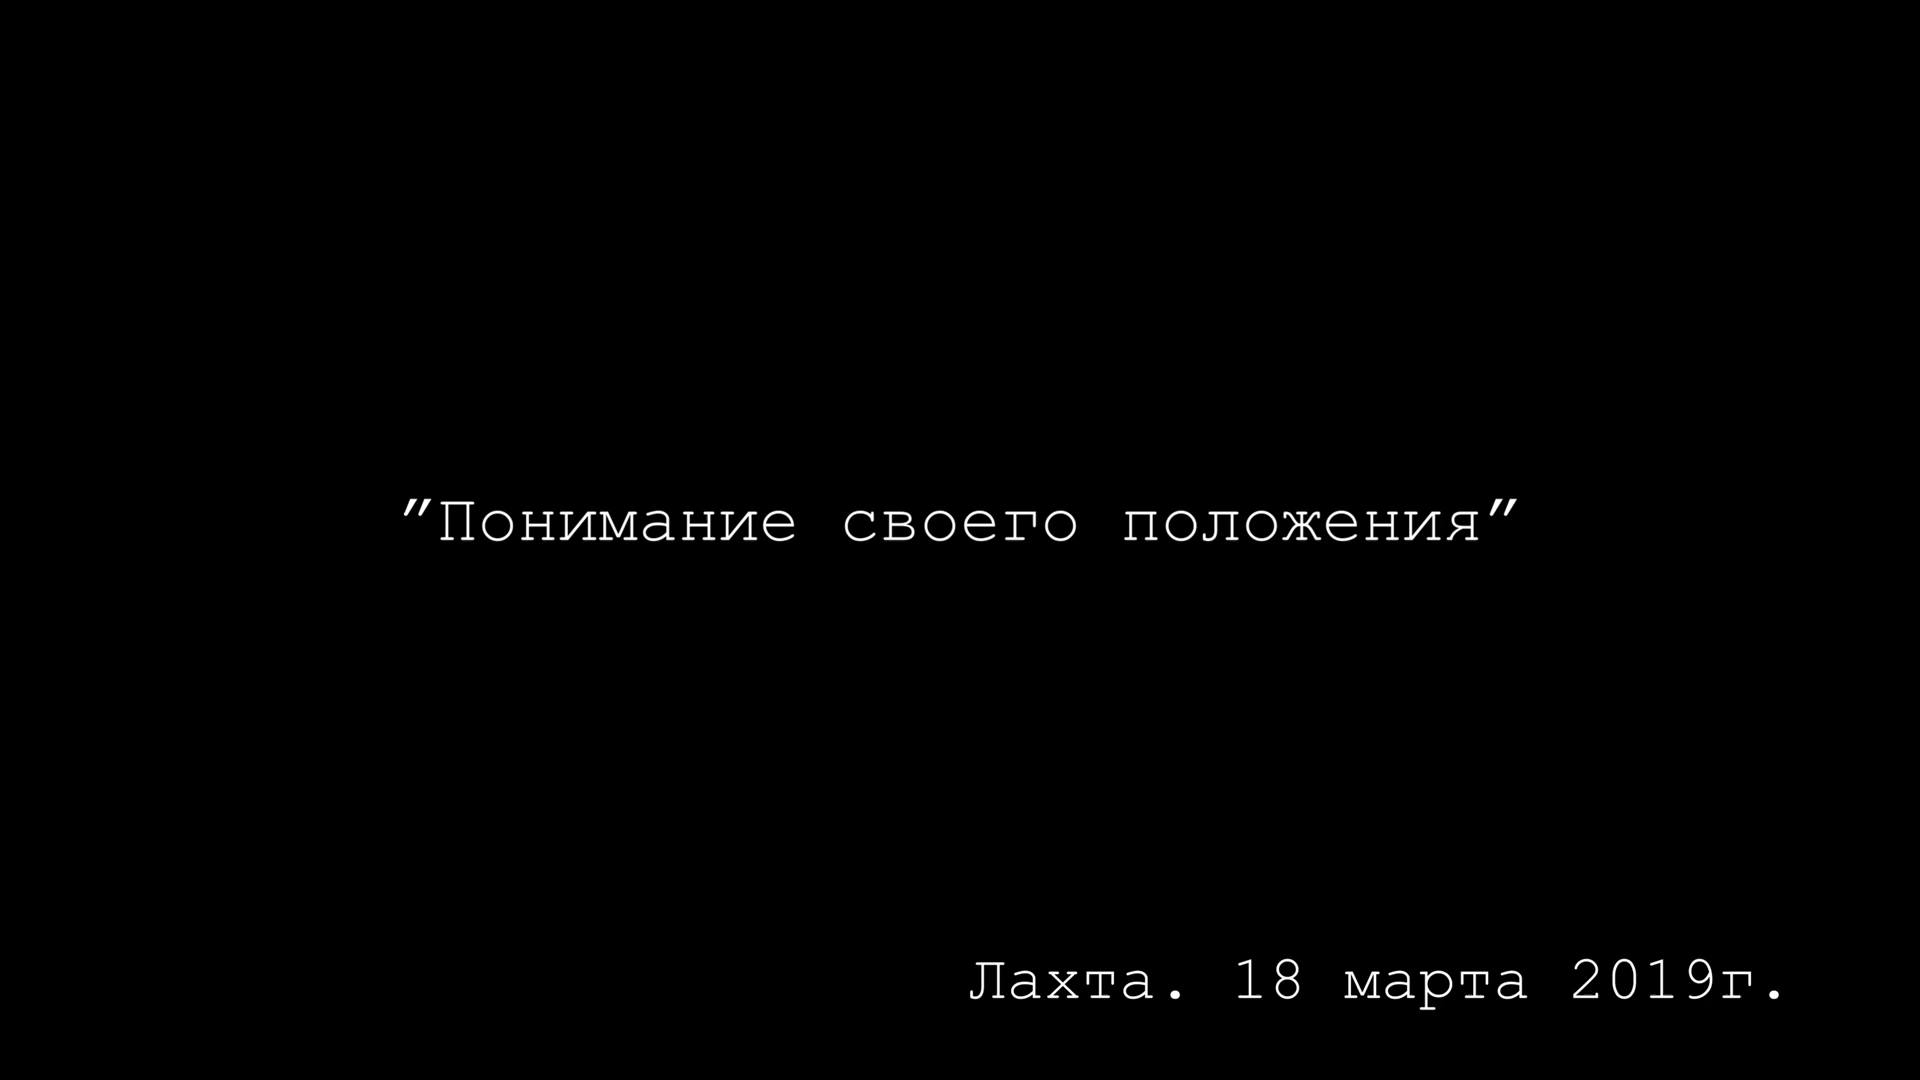 "Понимание своего положения"
Лахта. 18 марта 2019г.